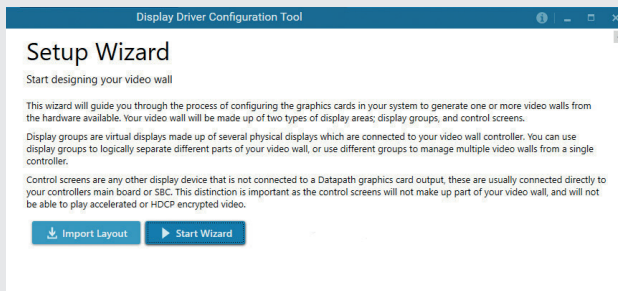 Display Driver Configuration Tool
Setup Wizard
Start designing your video wall
This wizard will guide you through the process of configuring the graphics cards in your system to generate one or more video walls from
the hardware available. Your video wall will be made up of two types of display areas; display groups, and control screens.
Display groups are virtual displays made up of several physical displays which are connected to your video wall controller. You can use
display groups to logically separate different parts of your video wall, or use different groups to manage multiple video walls from a single
controller.
Control screens are any other display device that is not connected to a Datapath graphics card output, these are usually connected directly to
your controllers main board or SBC. This distinction is important as the control screens will not make up part of your video wall, and will not
be able to play accelerated or HDCP encrypted video.
Import Layout Start Wizard